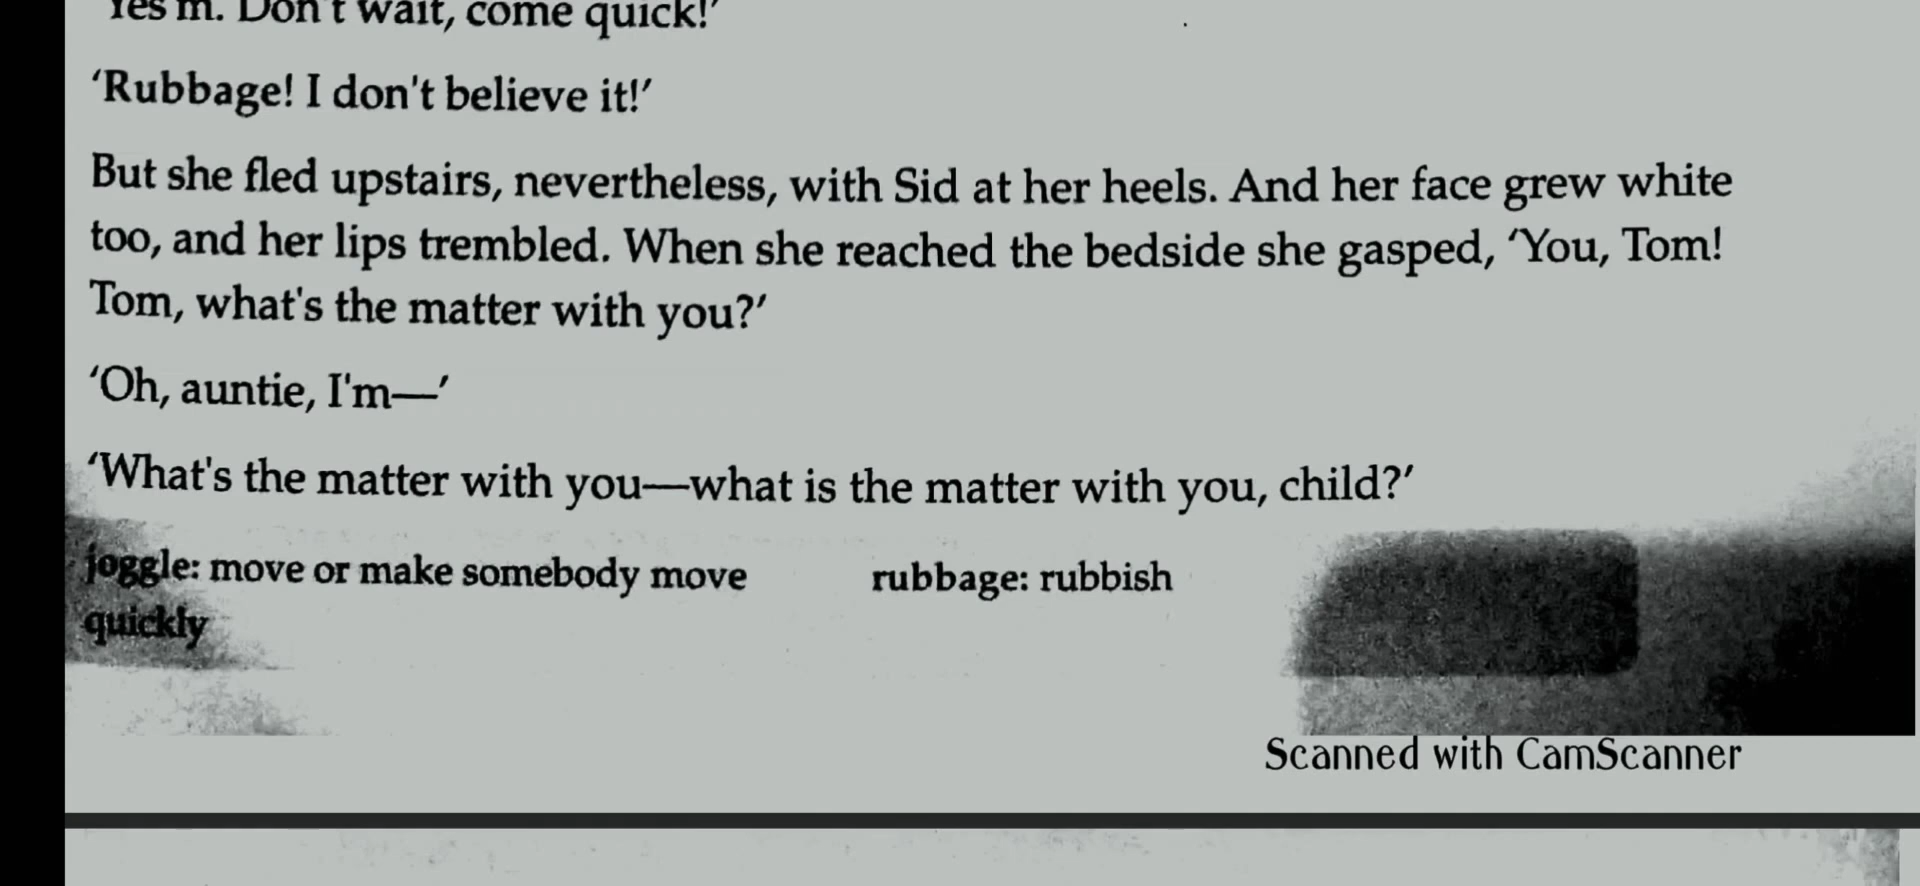 Yes'm. Don't wait, come quick!’
‘Rubbage! I don't believe it!’
But she fled upstairs, nevertheless, with Sid at her heels. And her face grew white
too, and her lips trembled. When she reached the bedside she gasped, ‘You, Tom!
Tom, what's the matter with you?’
‘Oh, auntie, I'm—’
‘What's the matter with you—what is the matter with you, child?’
joggle: move or make somebody move rubbage: rubbish
quickly
Scanned with CamScanner